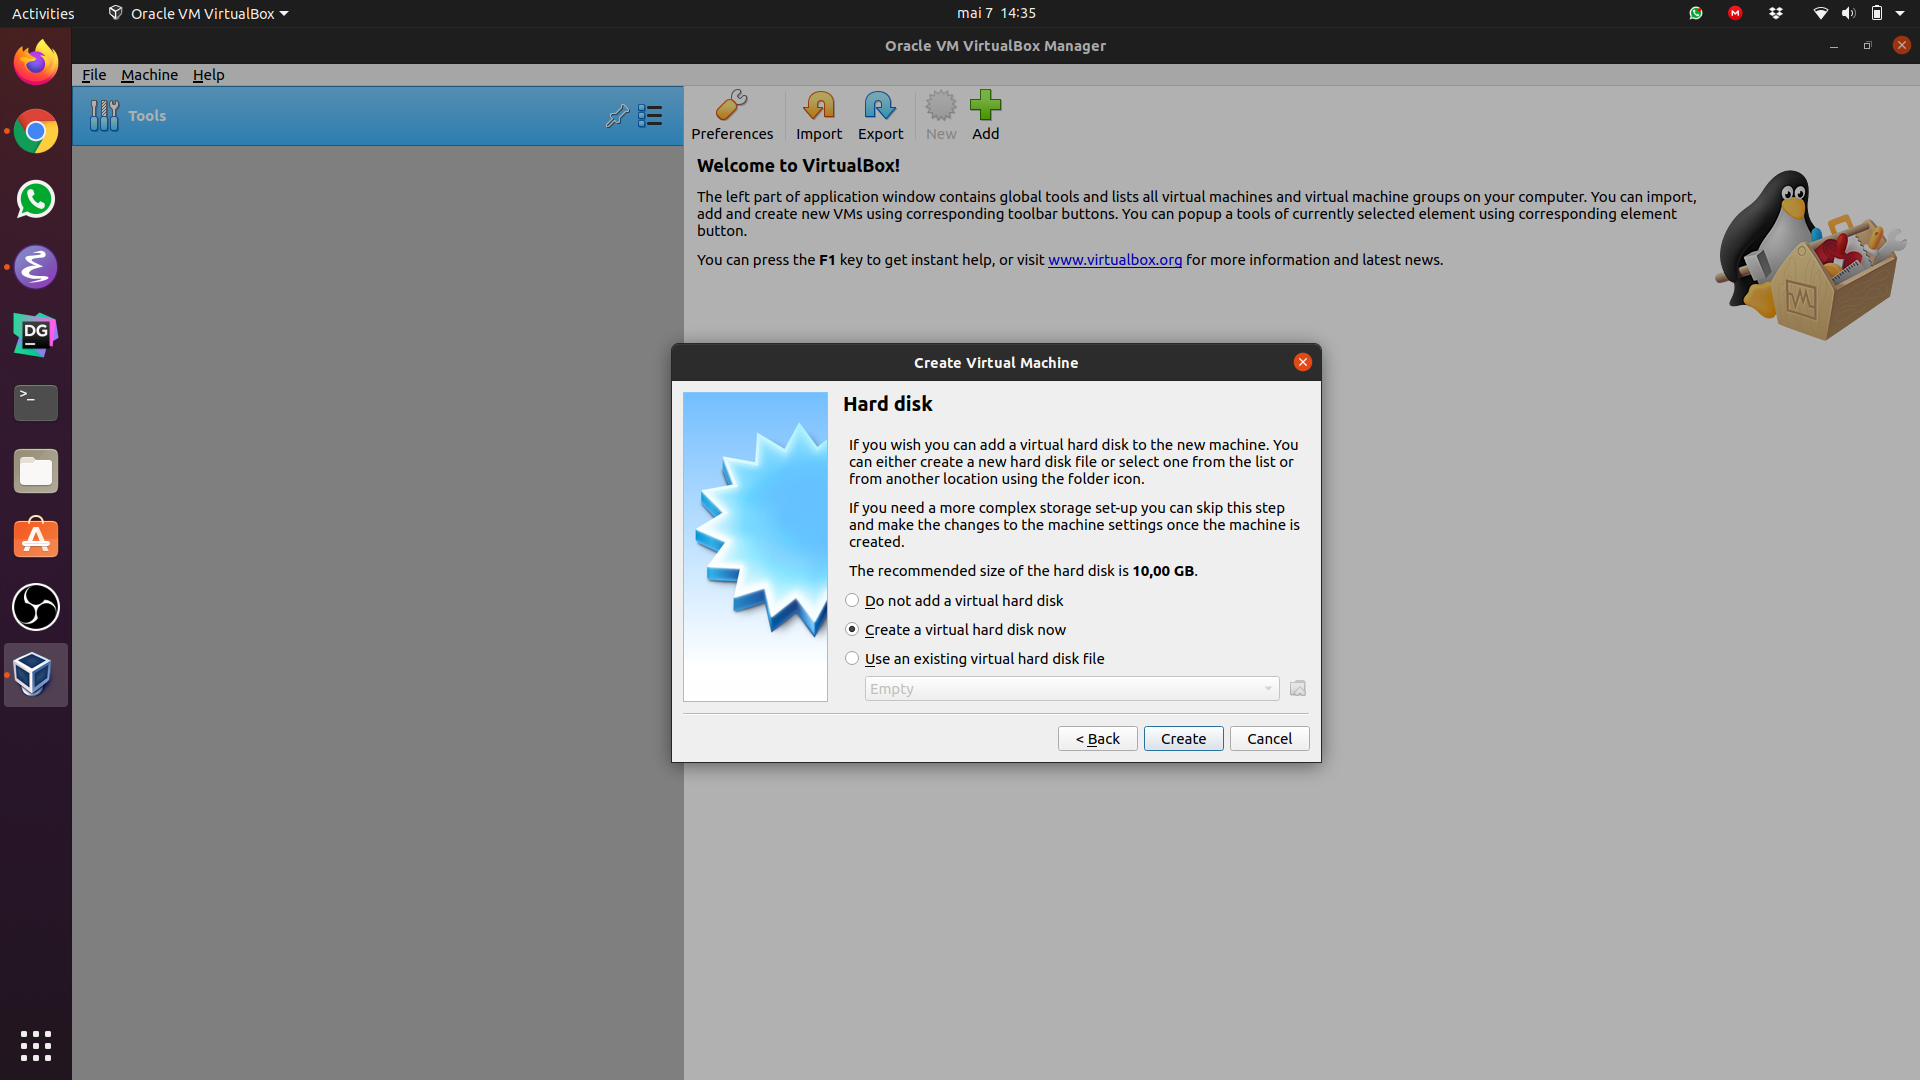 Activities
Oracle VM VirtualBox
mai 7 14:35
Oracle VM VirtualBox Manager
File Machine Help
Tools
Preferences Import Export New Add
Welcome to VirtualBox!
The left part of application window contains global tools and lists all virtual machines and virtual machine groups on your computer. You can import,
add and create new VMs using corresponding toolbar buttons. You can popup a tools of currently selected element using corresponding element
button.
You can press the F1 key to get instant help, or visit www.virtualbox.org for more information and latest news.
DG
>_
M
Create Virtual Machine
Hard disk
If you wish you can add a virtual hard disk to the new machine. You
can either create a new hard disk file or select one from the list or
from another location using the folder icon.
If you need a more complex storage set-up you can skip this step
and make the changes to the machine settings once the machine is
created.
The recommended size of the hard disk is 10,00 GB.
Do not add a virtual hard disk
Create a virtual hard disk now
Use an existing virtual hard disk file
Empty
< Back Create Cancel